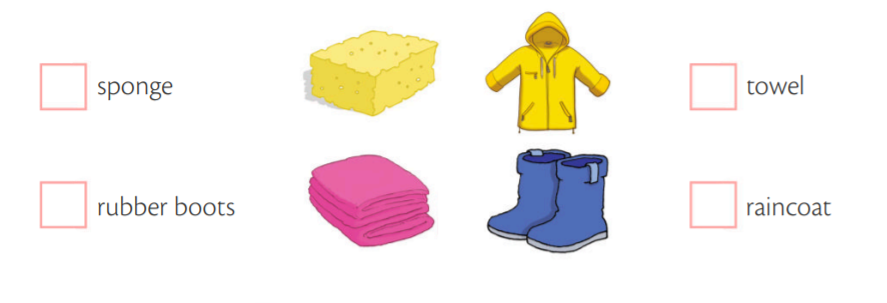 sponge
towel
rubber boots
raincoat